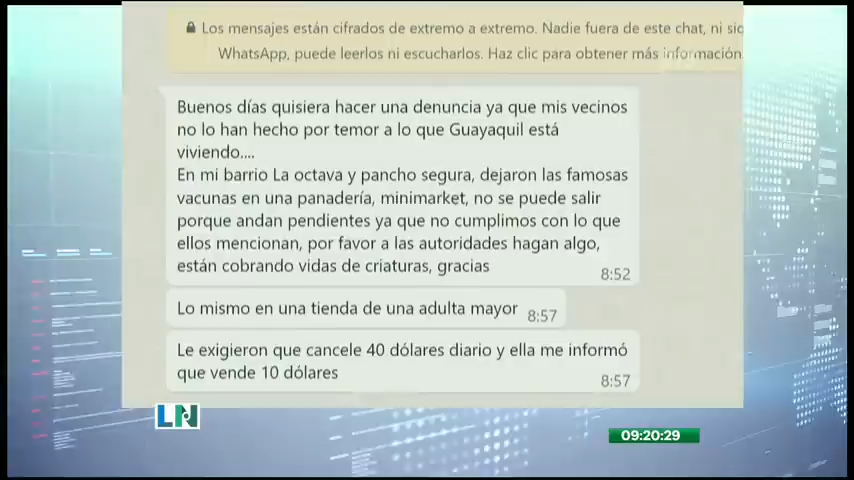 Los mensajes están cifrados de extremo a extremo. Nadie fuera de este chat, ni
WhatsApp, puede leerlos ni escucharlos. Haz clic para obtener más información.
Buenos días quisiera hacer una denuncia ya que mis vecinos
no lo han hecho por temor a lo que Guayaquil está
viviendo....
En mi barrio La octava y pancho segura, dejaron las famosas
vacunas en una panadería, minimarket, no se puede salir
porque andan pendientes ya que no cumplimos con lo que
ellos mencionan, por favor a las autoridades hagan algo,
están cobrando vidas de criaturas, gracias
8:52
Lo mismo en una tienda de una adulta mayor
8:57
Le exigieron que cancele 40 dólares diario y ella me informó
que vende 10 dólares
8:57
LN
09:20:29